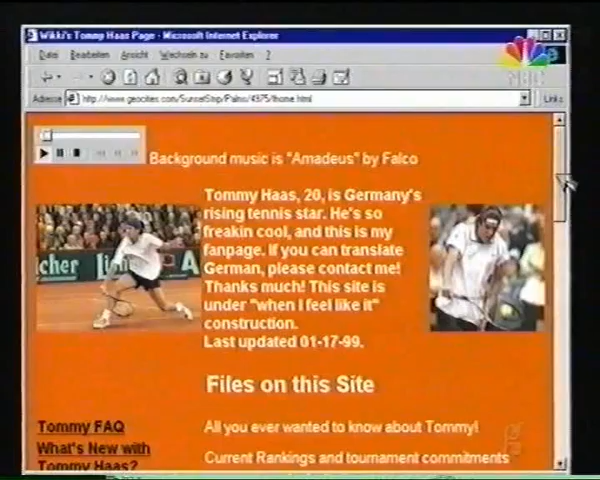 Wikki's Tommy Haas Page - Microsoft Internet Explorer
Datei Bearbeiten Ansicht Wechseln zu Favoriten ?
NBC
Adresse http://www.geocities.com/SunsetStrip/Palms/4975/home.html Links
Background music is "Amadeus" by Falco
Tommy Haas, 20, is Germany's
rising tennis star. He's so
freakin cool, and this is my
fanpage. If you can translate
German, please contact me!
Thanks much! This site is
under "when I feel like it"
construction.
Last updated 01-17-99.
Files on this Site
Tommy FAQ All you ever wanted to know about Tommy!
What's New with
Tommy Haas? Current Rankings and tournament commitments